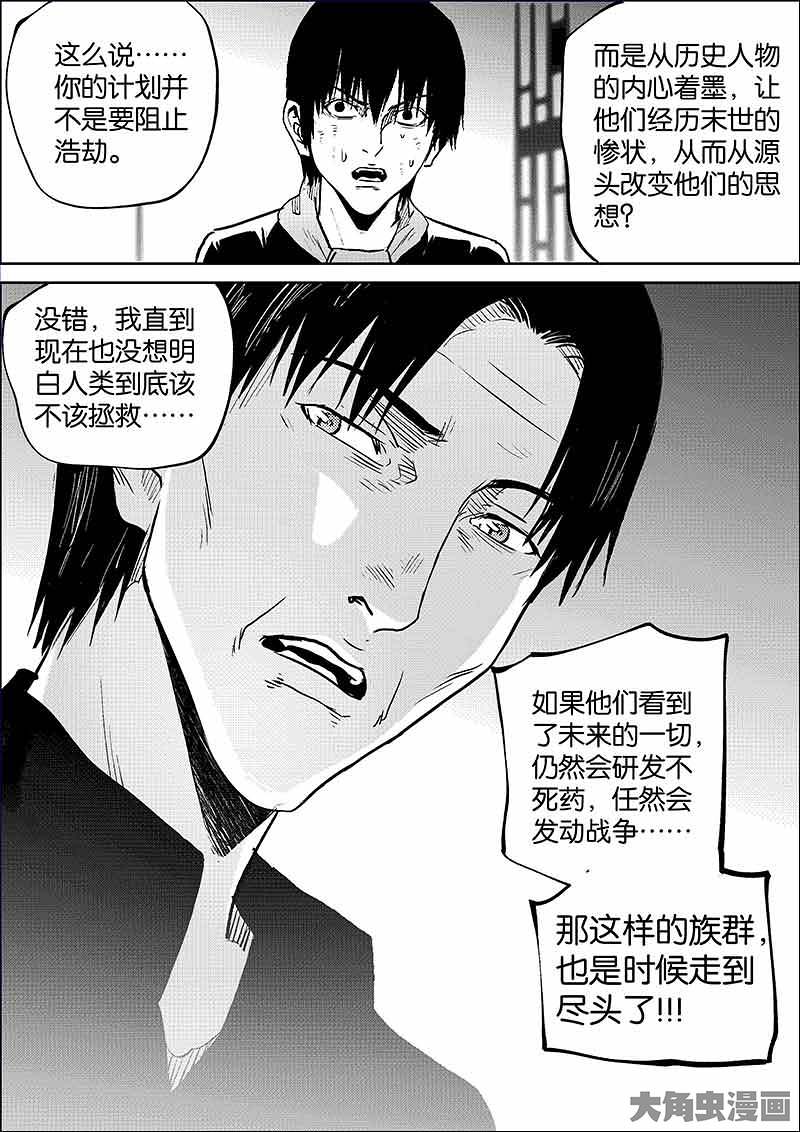 这么说……
你的计划并
不是要阻止
浩劫。
而是从历史人物
的内心着墨，让
他们经历末世的
惨状，从而从源
头改变他们的思
想？
没错，我直到
现在也没想明
白人类到底该
不该拯救……
如果他们看到
了未来的一切，
仍然会研发不
死药，任然会
发动战争……
那这样的族群，
也是时候走到
尽头了!!!
大角虫漫画